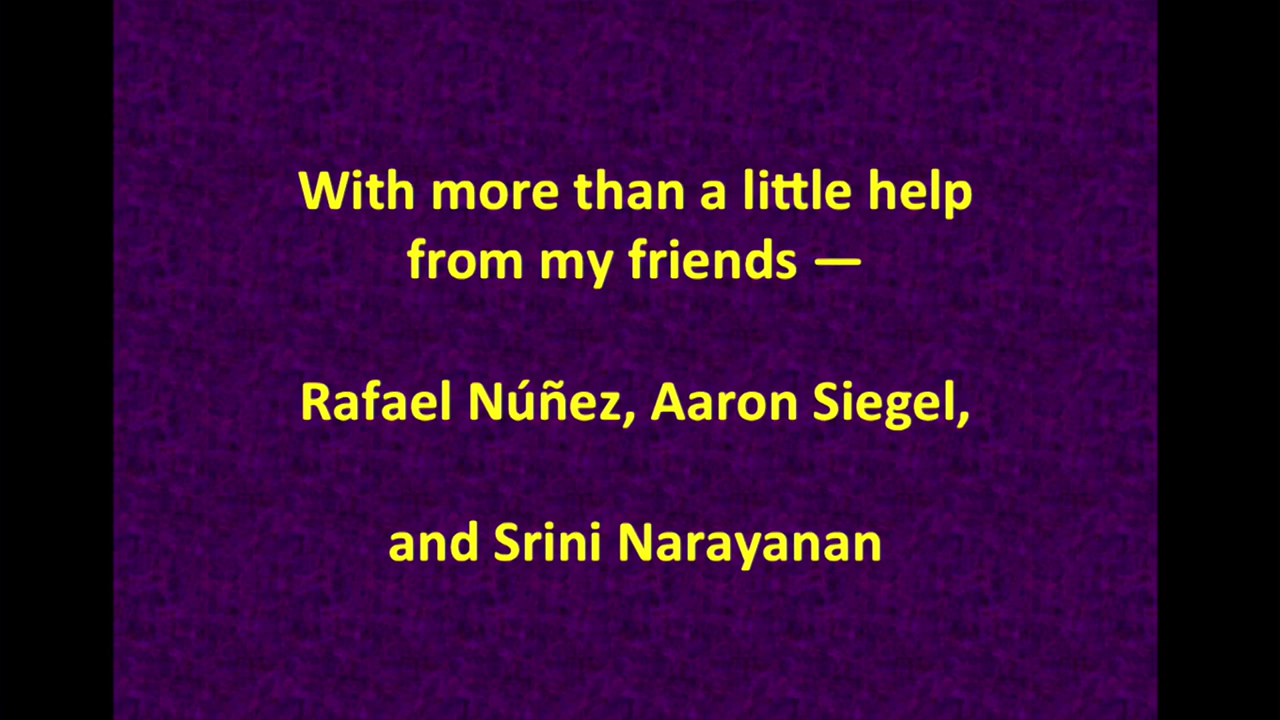 With more than a little help
from my friends —
Rafael Núñez, Aaron Siegel,
and Srini Narayanan